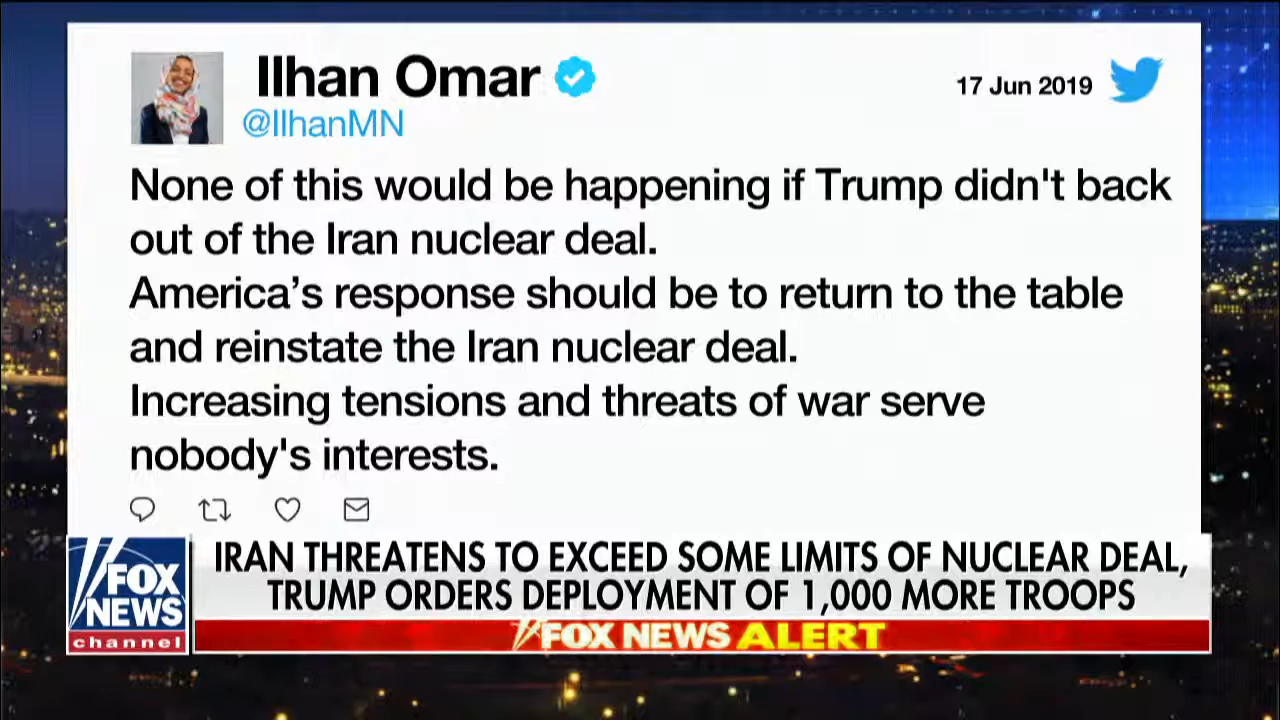 Ilhan Omar
@IlhanMN
17 Jun 2019
None of this would be happening if Trump didn't back
out of the Iran nuclear deal.
America’s response should be to return to the table
and reinstate the Iran nuclear deal.
Increasing tensions and threats of war serve
nobody's interests.
FOX
NEWS
channel
IRAN THREATENS TO EXCEED SOME LIMITS OF NUCLEAR DEAL,
TRUMP ORDERS DEPLOYMENT OF 1,000 MORE TROOPS
FOX NEWS ALERT